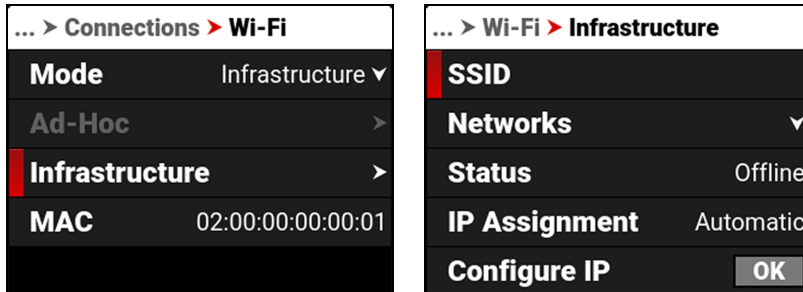 ... > Connections > Wi-Fi
Mode Infrastructure
Ad-Hoc >
Infrastructure >
MAC 02:00:00:00:00:01
... > Wi-Fi > Infrastructure
SSID
Networks
Status Offline
IP Assignment Automatic
Configure IP OK